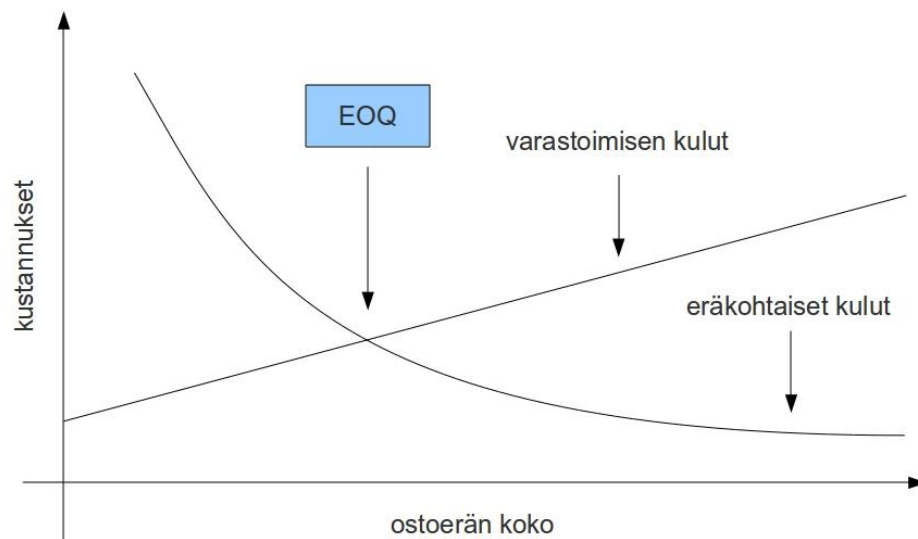 EOQ
varastoimisen kulut
kustannukset
eräkohtaiset kulut
ostoerän koko